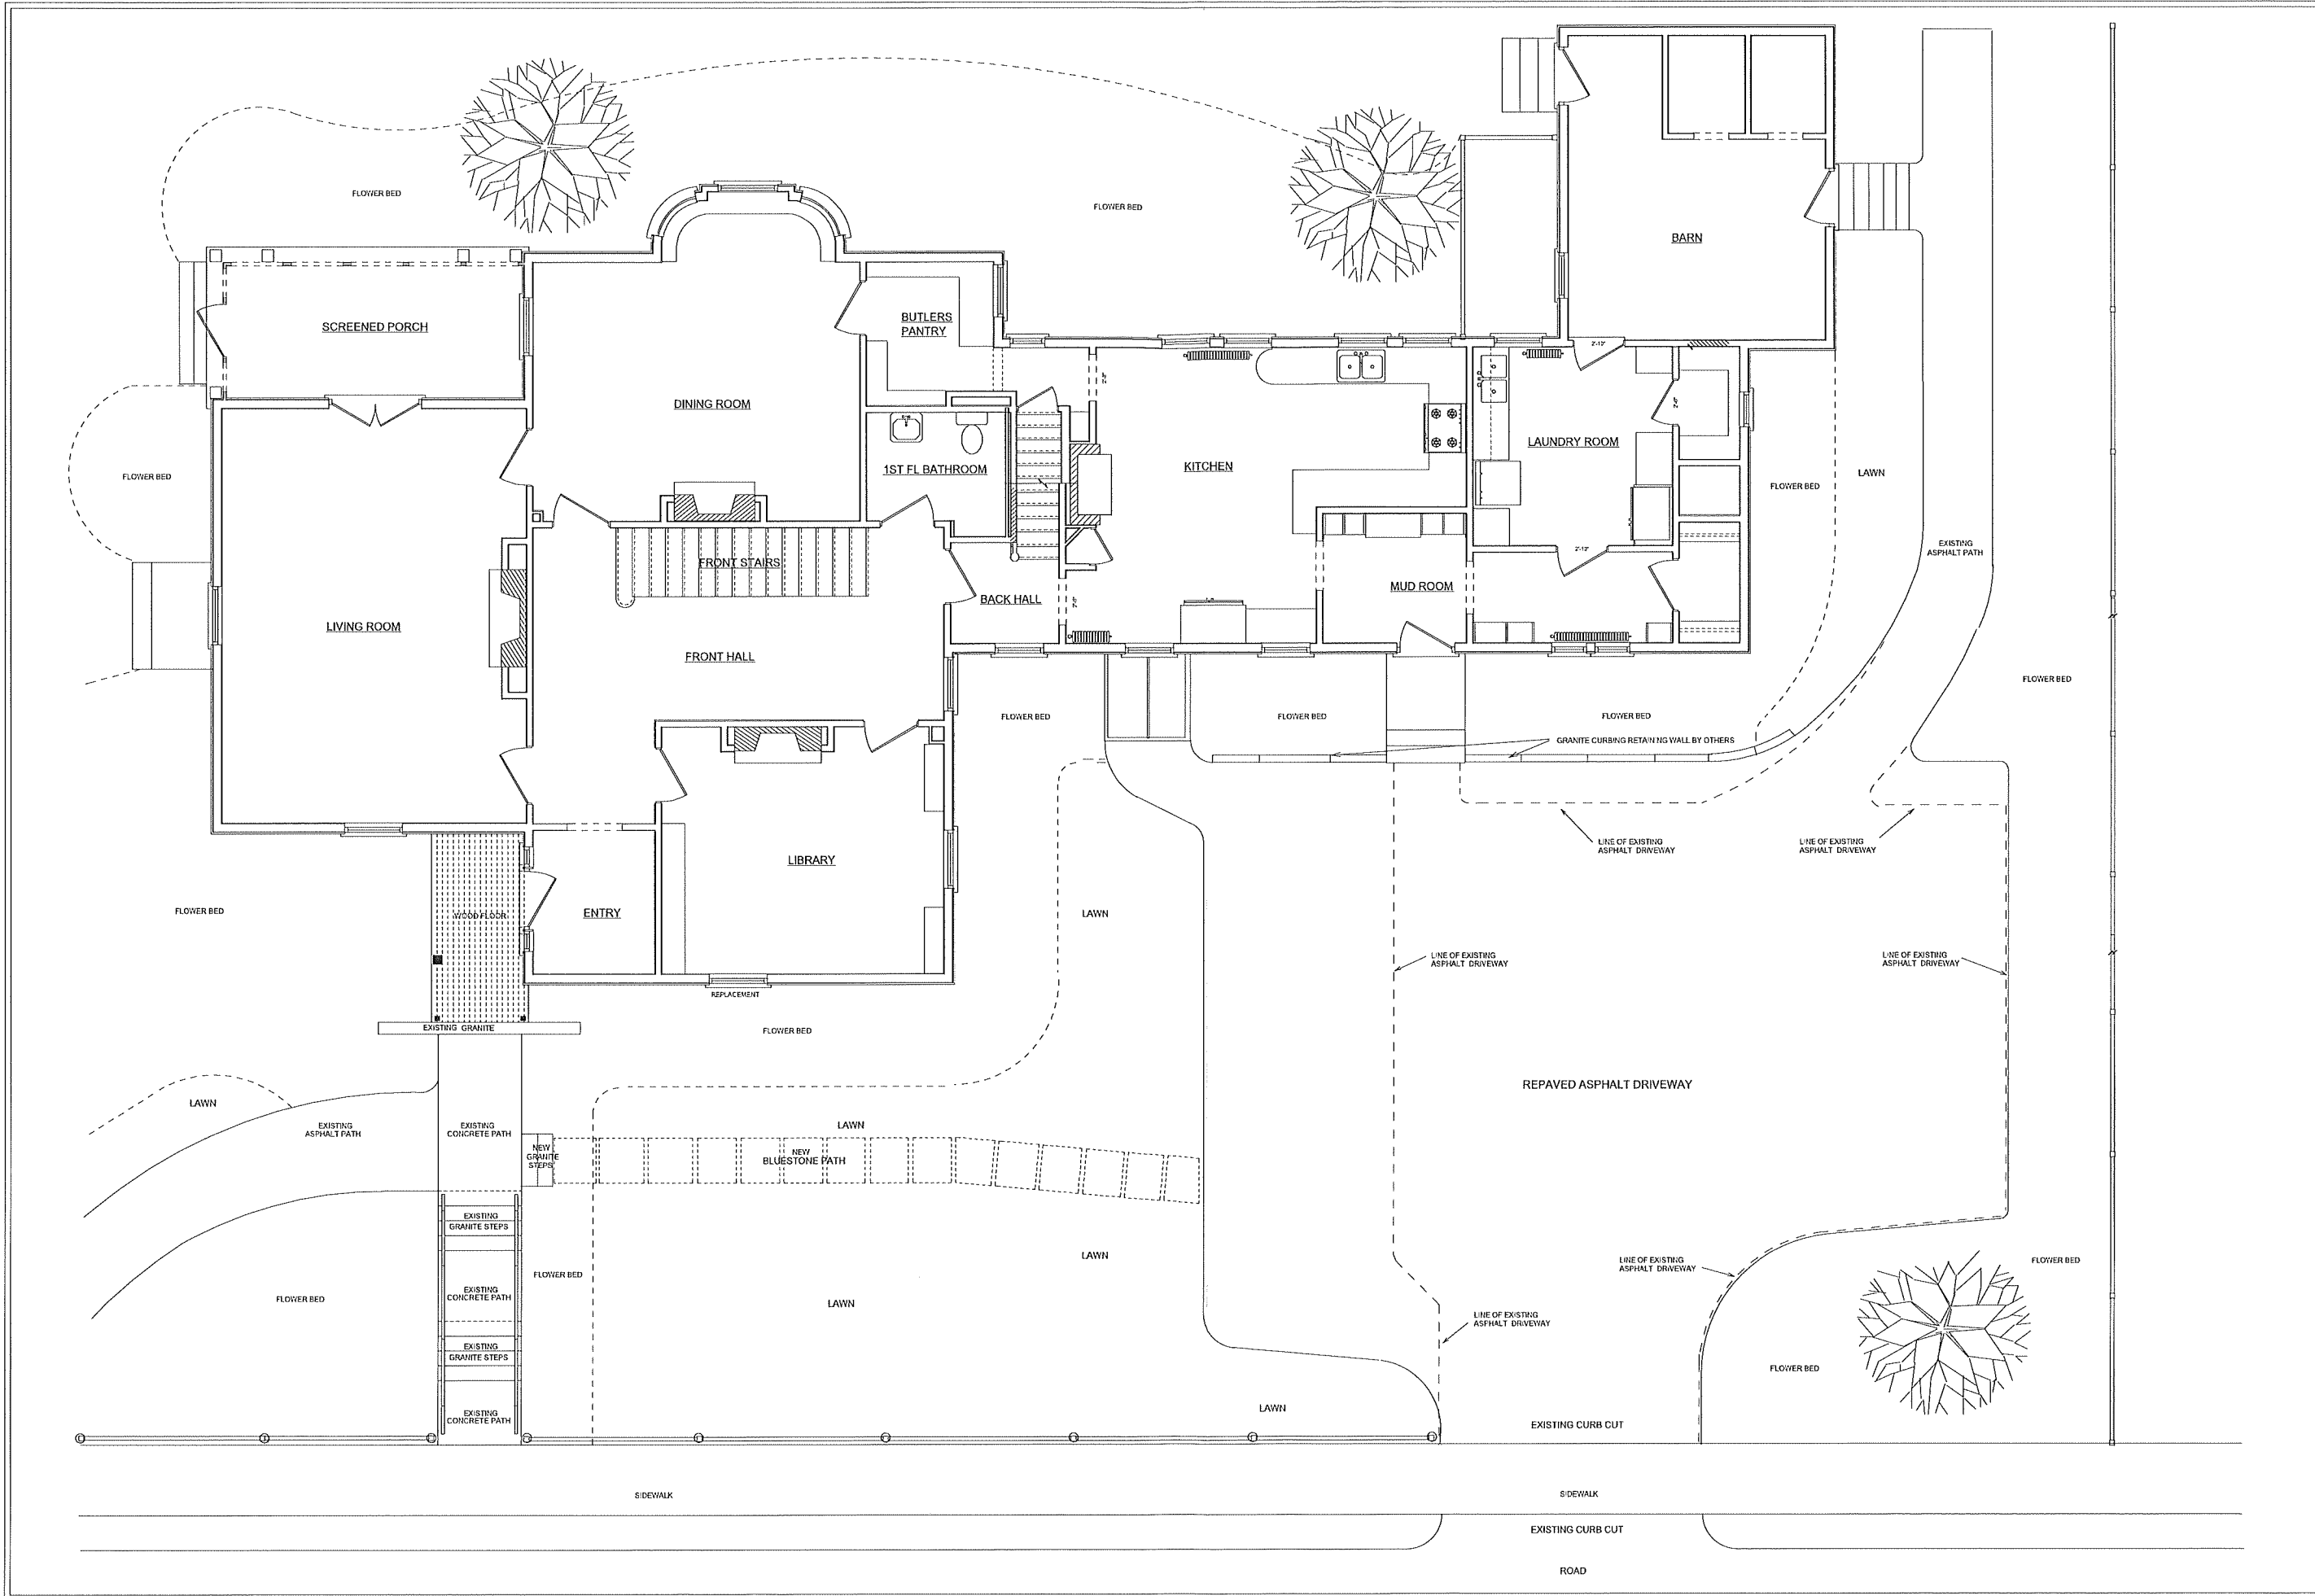 FLOWER BED
FLOWER BED
BARN
SCREENED PORCH
BUTLERS
PANTRY
2'-10"
DINING ROOM
LAUNDRY ROOM
1ST FL BATHROOM
KITCHEN
FLOWER BED
LAWN
FLOWER BED
EXISTING
ASPHALT PATH
2'-10"
FRONT STAIRS
MUD ROOM
BACK HALL
LIVING ROOM
FRONT HALL
FLOWER BED
FLOWER BED
FLOWER BED
FLOWER BED
GRANITE CURBING RETAINING WALL BY OTHERS
LINE OF EXISTING
ASPHALT DRIVEWAY
LINE OF EXISTING
ASPHALT DRIVEWAY
LIBRARY
FLOWER BED
WOOD FLOOR
ENTRY
LAWN
LINE OF EXISTING
ASPHALT DRIVEWAY
LINE OF EXISTING
ASPHALT DRIVEWAY
REPLACEMENT
EXISTING GRANITE
FLOWER BED
REPAVED ASPHALT DRIVEWAY
LAWN
EXISTING
ASPHALT PATH
EXISTING
CONCRETE PATH
LAWN
NEW
GRANITE
STEPS
NEW
BLUESTONE PATH
EXISTING
GRANITE STEPS
LAWN
FLOWER BED
LINE OF EXISTING
ASPHALT DRIVEWAY
FLOWER BED
FLOWER BED
EXISTING
CONCRETE PATH
LAWN
LINE OF EXISTING
ASPHALT DRIVEWAY
EXISTING
GRANITE STEPS
FLOWER BED
EXISTING
CONCRETE PATH
LAWN
EXISTING CURB CUT
SIDEWALK
SIDEWALK
EXISTING CURB CUT
ROAD